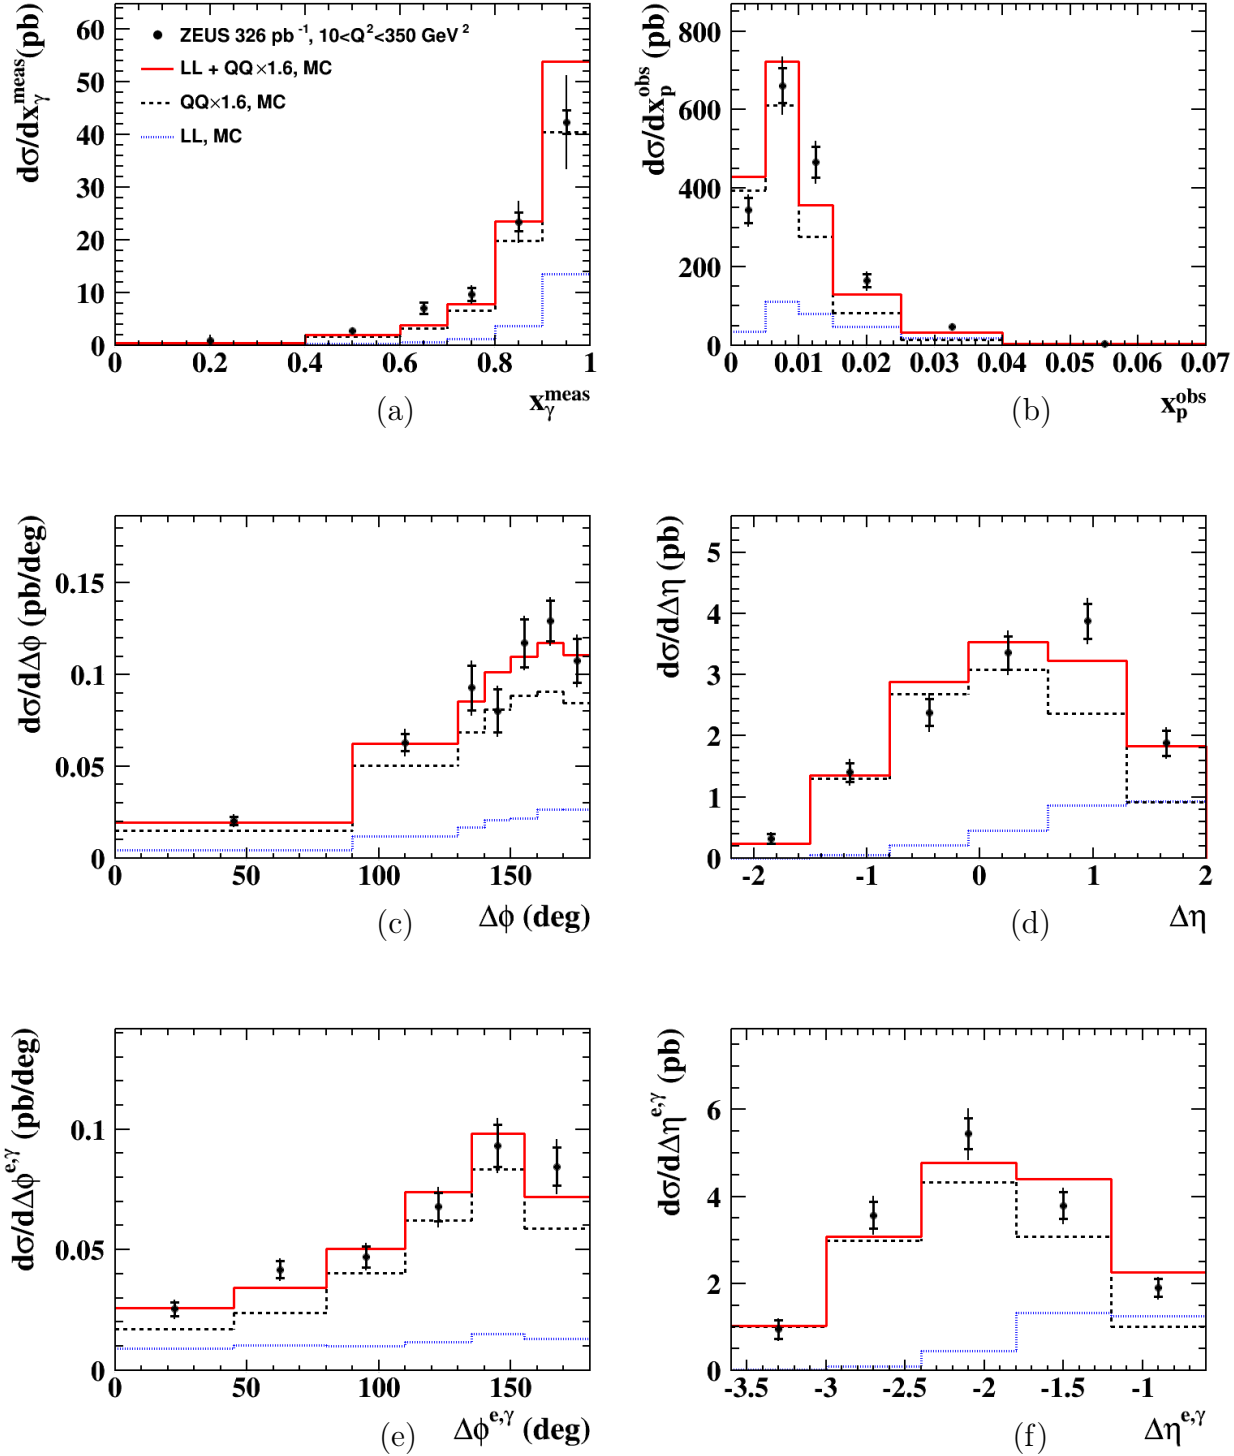 dσ/dx_γ^meas (pb)
60
50
40
30
20
10
0
ZEUS 326 pb⁻¹, 10<Q²<350 GeV²
LL + QQ×1.6, MC
QQ×1.6, MC
LL, MC
0 0.2 0.4 0.6 0.8 1
x_γ^meas
(a)
dσ/dx_p^obs (pb)
800
600
400
200
0
0 0.01 0.02 0.03 0.04 0.05 0.06 0.07
x_p^obs
(b)
dσ/dΔφ (pb/deg)
0.15
0.1
0.05
0
0 50 100 150
Δφ (deg)
(c)
dσ/dΔη (pb)
5
4
3
2
1
0
-2 -1 0 1 2
Δη
(d)
dσ/dΔφ^e,γ (pb/deg)
0.1
0.05
0
0 50 100 150
Δφ^e,γ (deg)
(e)
dσ/dΔη^e,γ (pb)
6
4
2
0
-3.5 -3 -2.5 -2 -1.5 -1
Δη^e,γ
(f)